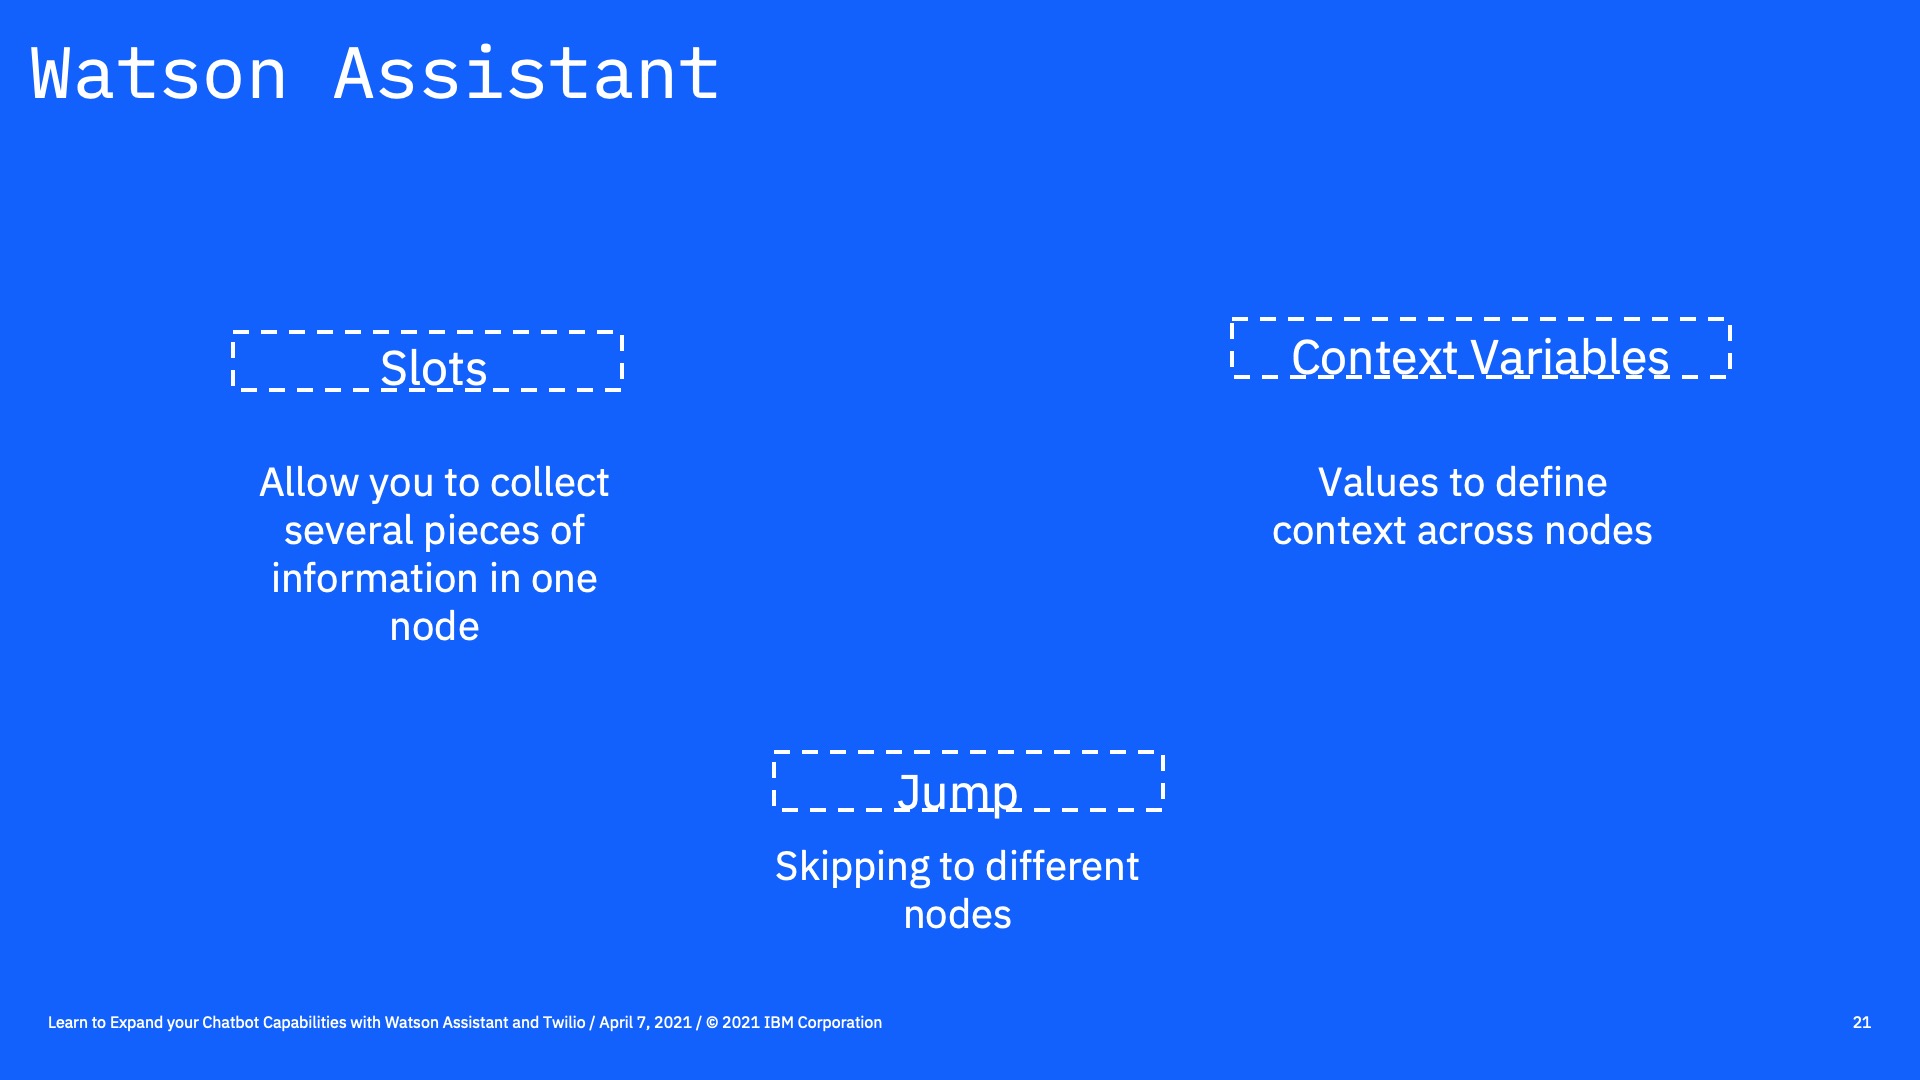 Watson Assistant
Slots
Allow you to collect
several pieces of
information in one
node
Context Variables
Values to define
context across nodes
Jump
Skipping to different
nodes
Learn to Expand your Chatbot Capabilities with Watson Assistant and Twilio / April 7, 2021 / © 2021 IBM Corporation
21